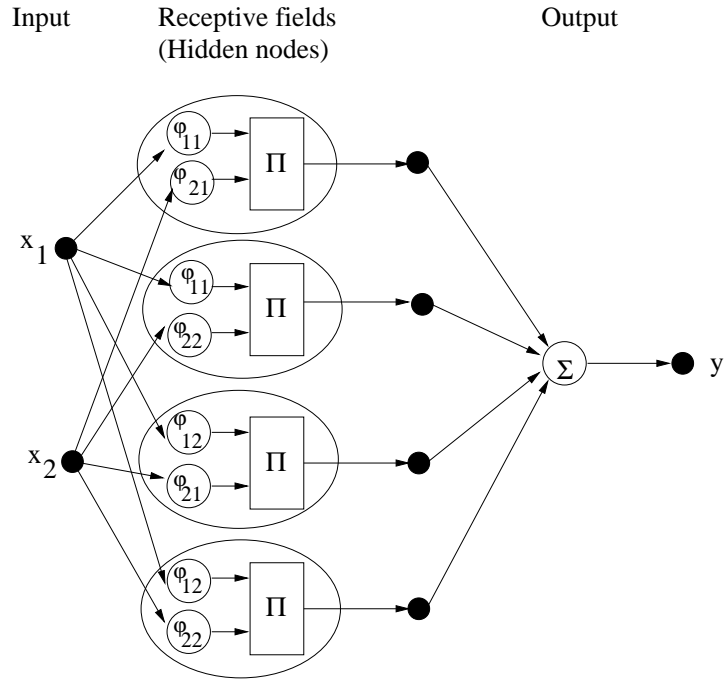 Input
Receptive fields
(Hidden nodes)
Output
φ11
φ21
Π
x1
φ11
φ22
Π
Σ
y
x2
φ12
φ21
Π
φ12
φ22
Π